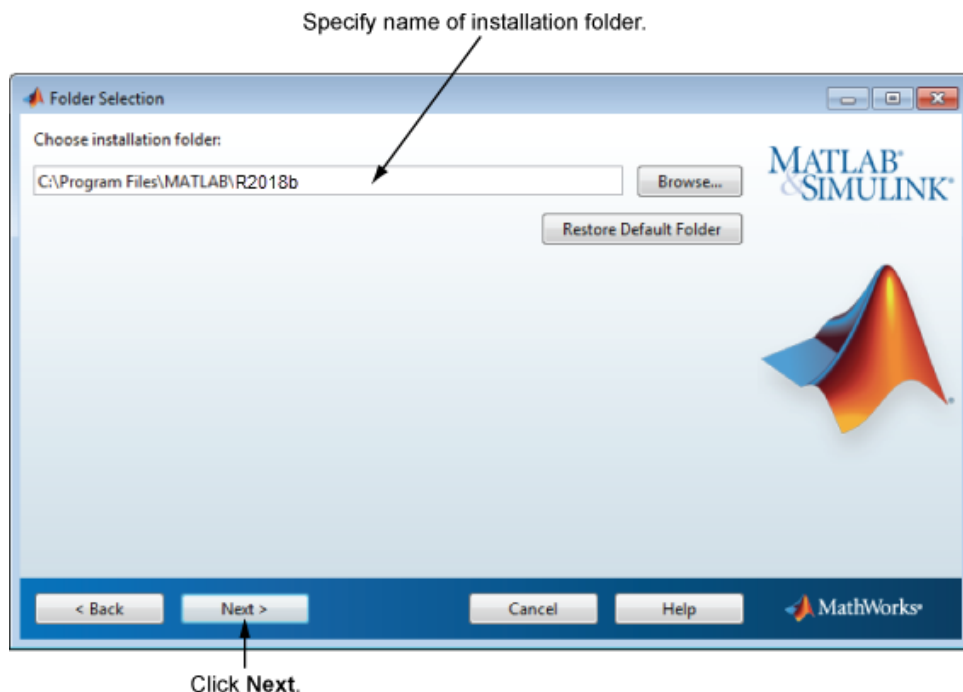 Specify name of installation folder.
Folder Selection
Choose installation folder:
C:\Program Files\MATLAB\R2018b
Browse...
MATLAB®
&SIMULINK®
Restore Default Folder
< Back
Next >
Cancel
Help
MathWorks®
Click Next.